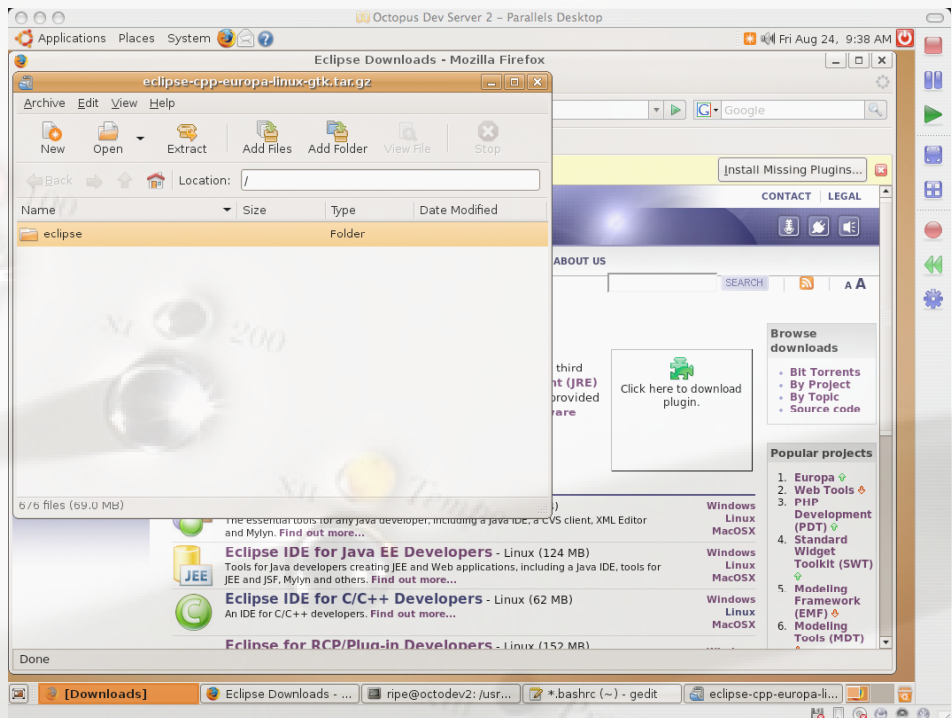 Octopus Dev Server 2 – Parallels Desktop
Applications Places System
Fri Aug 24, 9:38 AM
Eclipse Downloads - Mozilla Firefox
eclipse-cpp-europa-linux-gtk.tar.gz
Archive Edit View Help
New Open Extract Add Files Add Folder View File Stop
Back Location: /
Name Size Type Date Modified
eclipse Folder
676 files (69.0 MB)
G Google
Install Missing Plugins...
CONTACT LEGAL
ABOUT US
SEARCH
A A
third
nt (JRE)
provided
ware
Click here to download
plugin.
Browse
downloads
Bit Torrents
By Project
By Topic
Source code
Popular projects
1. Europa
2. Web Tools
3. PHP
Development
(PDT)
4. Standard
Widget
Toolkit (SWT)
5. Modeling
Framework
(EMF)
6. Modeling
Tools (MDT)
Windows
Linux
MacOSX
The essential tools for any Java developer, including a Java IDE, a CVS client, XML Editor
and Mylyn. Find out more...
JEE
Eclipse IDE for Java EE Developers - Linux (124 MB)
Tools for Java developers creating JEE and Web applications, including a Java IDE, tools for
JEE and JSF, Mylyn and others. Find out more...
Windows
Linux
MacOSX
Eclipse IDE for C/C++ Developers - Linux (62 MB)
An IDE for C/C++ developers. Find out more...
Windows
Linux
MacOSX
Eclipse for RCP/Plug-in Developers - Linux (152 MB)
Done
[Downloads]
Eclipse Downloads - ...
ripe@octodev2: /usr...
*.bashrc (~) - gedit
eclipse-cpp-europa-li...